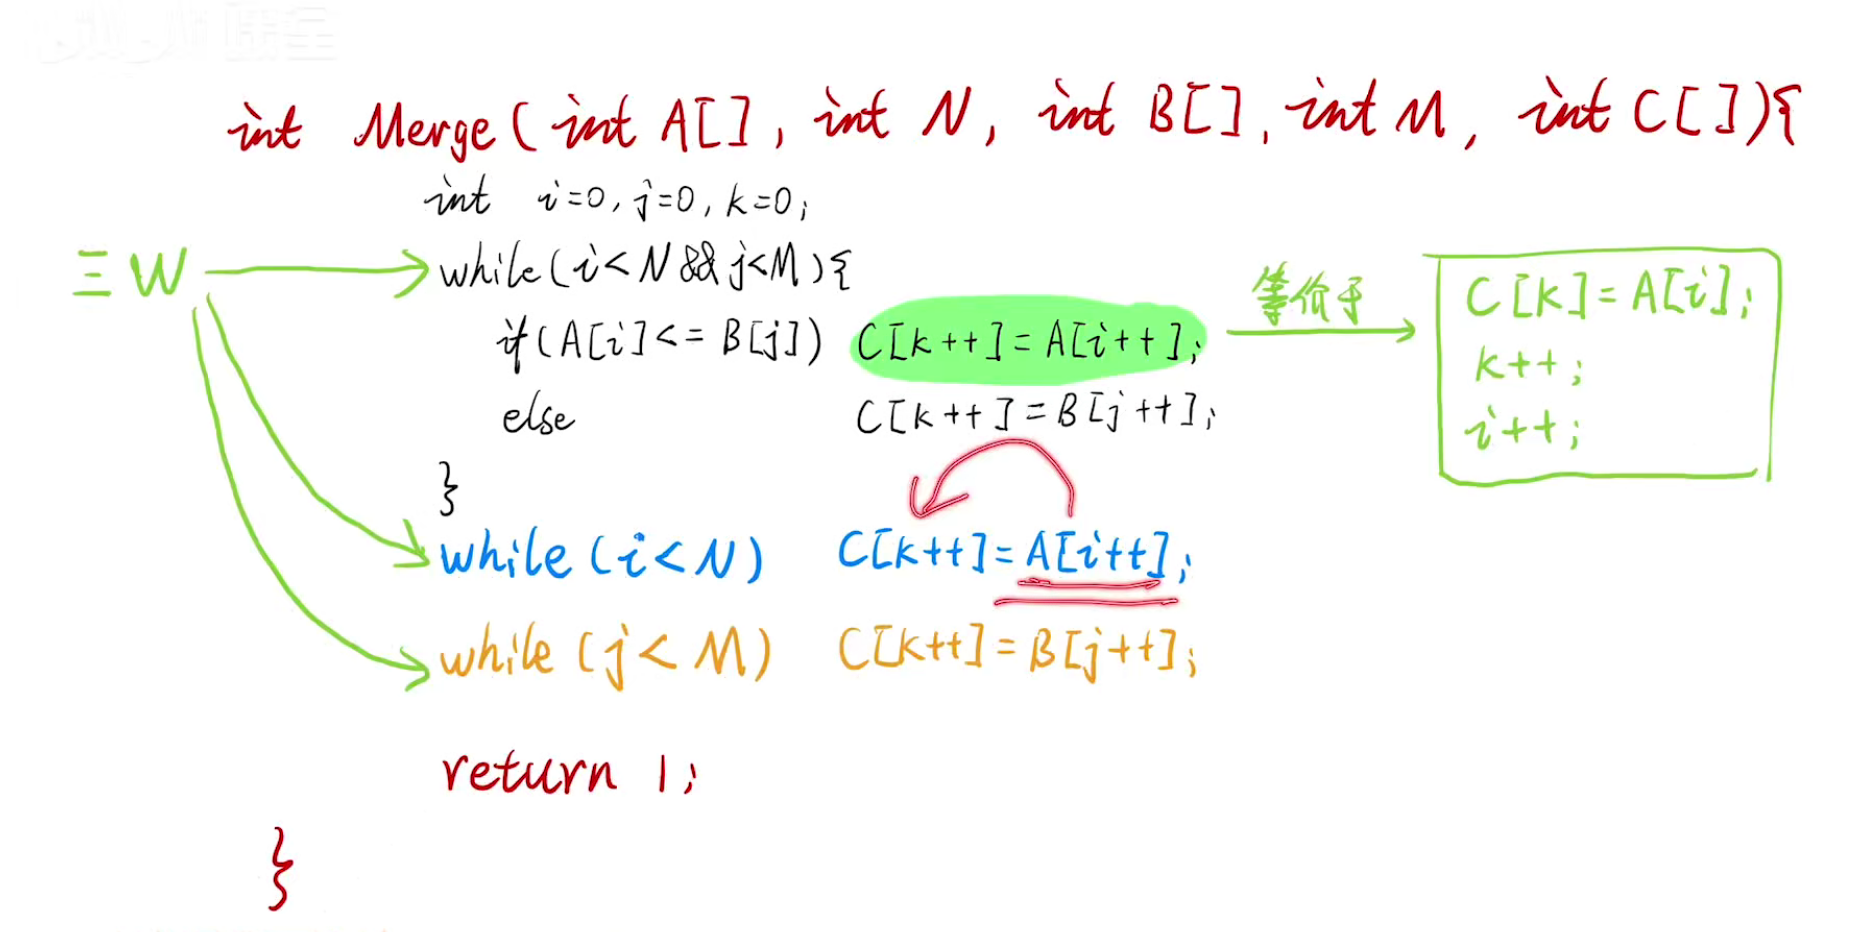 int Merge(int A[], int N, int B[], int M, int C[]){
int i=0, j=0, k=0;
三W
while(i<N && j<M){
if(A[i]<=B[j]) C[k++]=A[i++];
等价于
C[k]=A[i];
k++;
i++;
else C[k++]=B[j++];
}
while(i<N) C[k++]=A[i++];
while(j<M) C[k++]=B[j++];
return 1;
}